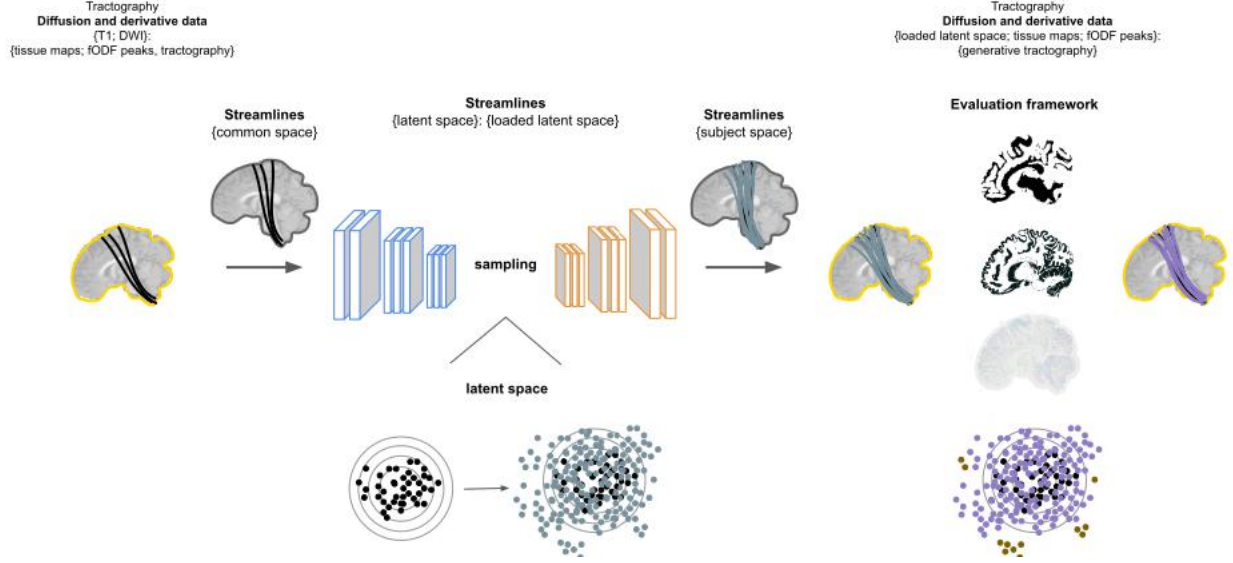 Tractography
Diffusion and derivative data
{T1; DWI}:
{tissue maps; fODF peaks, tractography}
Streamlines
{common space}
Streamlines
{latent space}: {loaded latent space}
Streamlines
{subject space}
Tractography
Diffusion and derivative data
{loaded latent space; tissue maps; fODF peaks}:
{generative tractography}
Evaluation framework
sampling
latent space